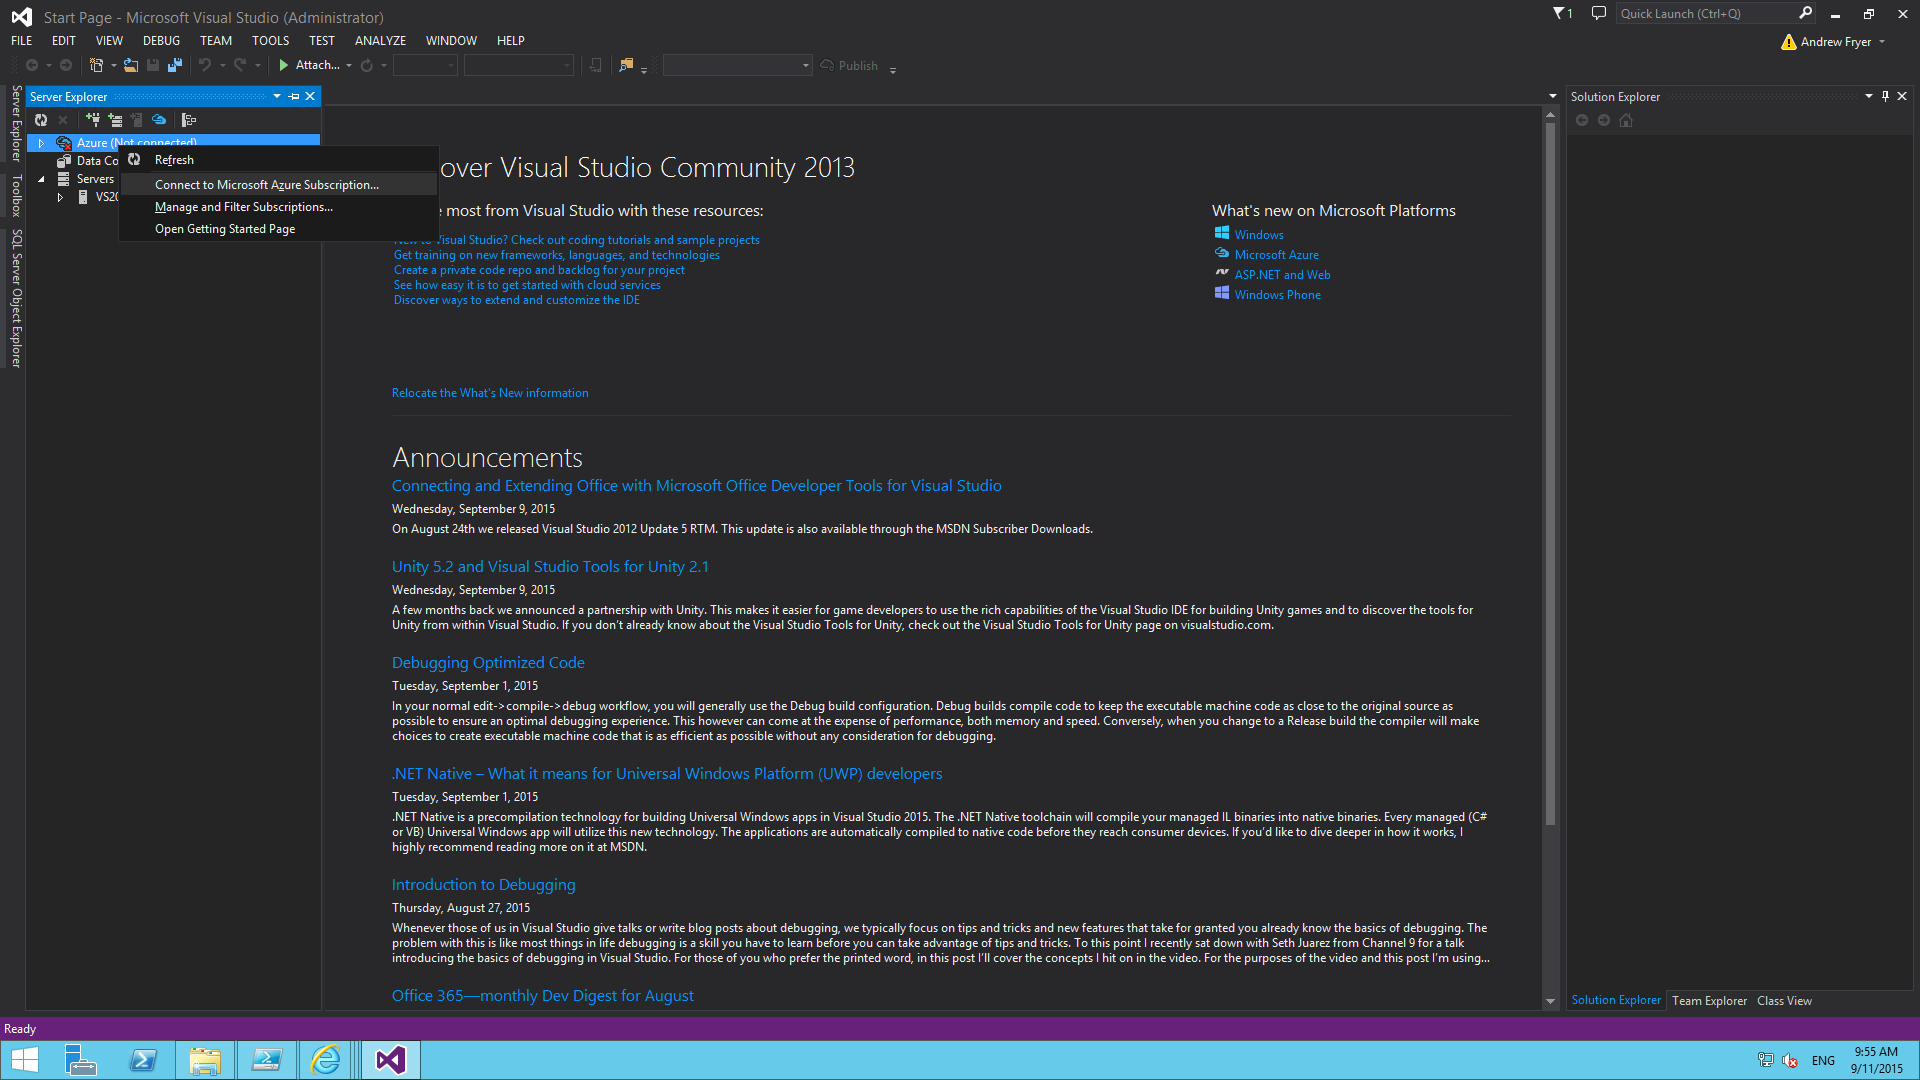 Start Page - Microsoft Visual Studio (Administrator)
1
Quick Launch (Ctrl+Q)
FILE EDIT VIEW DEBUG TEAM TOOLS TEST ANALYZE WINDOW HELP
Andrew Fryer
Attach...
Publish
Server Explorer
Toolbox
SQL Server Object Explorer
Server Explorer
Azure (Not connected)
Data Co
Servers
VS20
Refresh
Connect to Microsoft Azure Subscription...
Manage and Filter Subscriptions...
Open Getting Started Page
over Visual Studio Community 2013
most from Visual Studio with these resources:
New to Visual Studio? Check out coding tutorials and sample projects
Get training on new frameworks, languages, and technologies
Create a private code repo and backlog for your project
See how easy it is to get started with cloud services
Discover ways to extend and customize the IDE
What's new on Microsoft Platforms
Windows
Microsoft Azure
ASP.NET and Web
Windows Phone
Relocate the What's New information
Announcements
Connecting and Extending Office with Microsoft Office Developer Tools for Visual Studio
Wednesday, September 9, 2015
On August 24th we released Visual Studio 2012 Update 5 RTM. This update is also available through the MSDN Subscriber Downloads.
Unity 5.2 and Visual Studio Tools for Unity 2.1
Wednesday, September 9, 2015
A few months back we announced a partnership with Unity. This makes it easier for game developers to use the rich capabilities of the Visual Studio IDE for building Unity games and to discover the tools for
Unity from within Visual Studio. If you don't already know about the Visual Studio Tools for Unity, check out the Visual Studio Tools for Unity page on visualstudio.com.
Debugging Optimized Code
Tuesday, September 1, 2015
In your normal edit->compile->debug workflow, you will generally use the Debug build configuration. Debug builds compile code to keep the executable machine code as close to the original source as
possible to ensure an optimal debugging experience. This however can come at the expense of performance, both memory and speed. Conversely, when you change to a Release build the compiler will make
choices to create executable machine code that is as efficient as possible without any consideration for debugging.
.NET Native – What it means for Universal Windows Platform (UWP) developers
Tuesday, September 1, 2015
.NET Native is a precompilation technology for building Universal Windows apps in Visual Studio 2015. The .NET Native toolchain will compile your managed IL binaries into native binaries. Every managed (C#
or VB) Universal Windows app will utilize this new technology. The applications are automatically compiled to native code before they reach consumer devices. If you'd like to dive deeper in how it works, I
highly recommend reading more on it at MSDN.
Introduction to Debugging
Thursday, August 27, 2015
Whenever those of us in Visual Studio give talks or write blog posts about debugging, we typically focus on tips and tricks and new features that take for granted you already know the basics of debugging. The
problem with this is like most things in life debugging is a skill you have to learn before you can take advantage of tips and tricks. To this point I recently sat down with Seth Juarez from Channel 9 for a talk
introducing the basics of debugging in Visual Studio. For those of you who prefer the printed word, in this post I'll cover the concepts I hit on in the video. For the purposes of the video and this post I'm using...
Office 365—monthly Dev Digest for August
Solution Explorer
Solution Explorer Team Explorer Class View
Ready
ENG
9:55 AM
9/11/2015